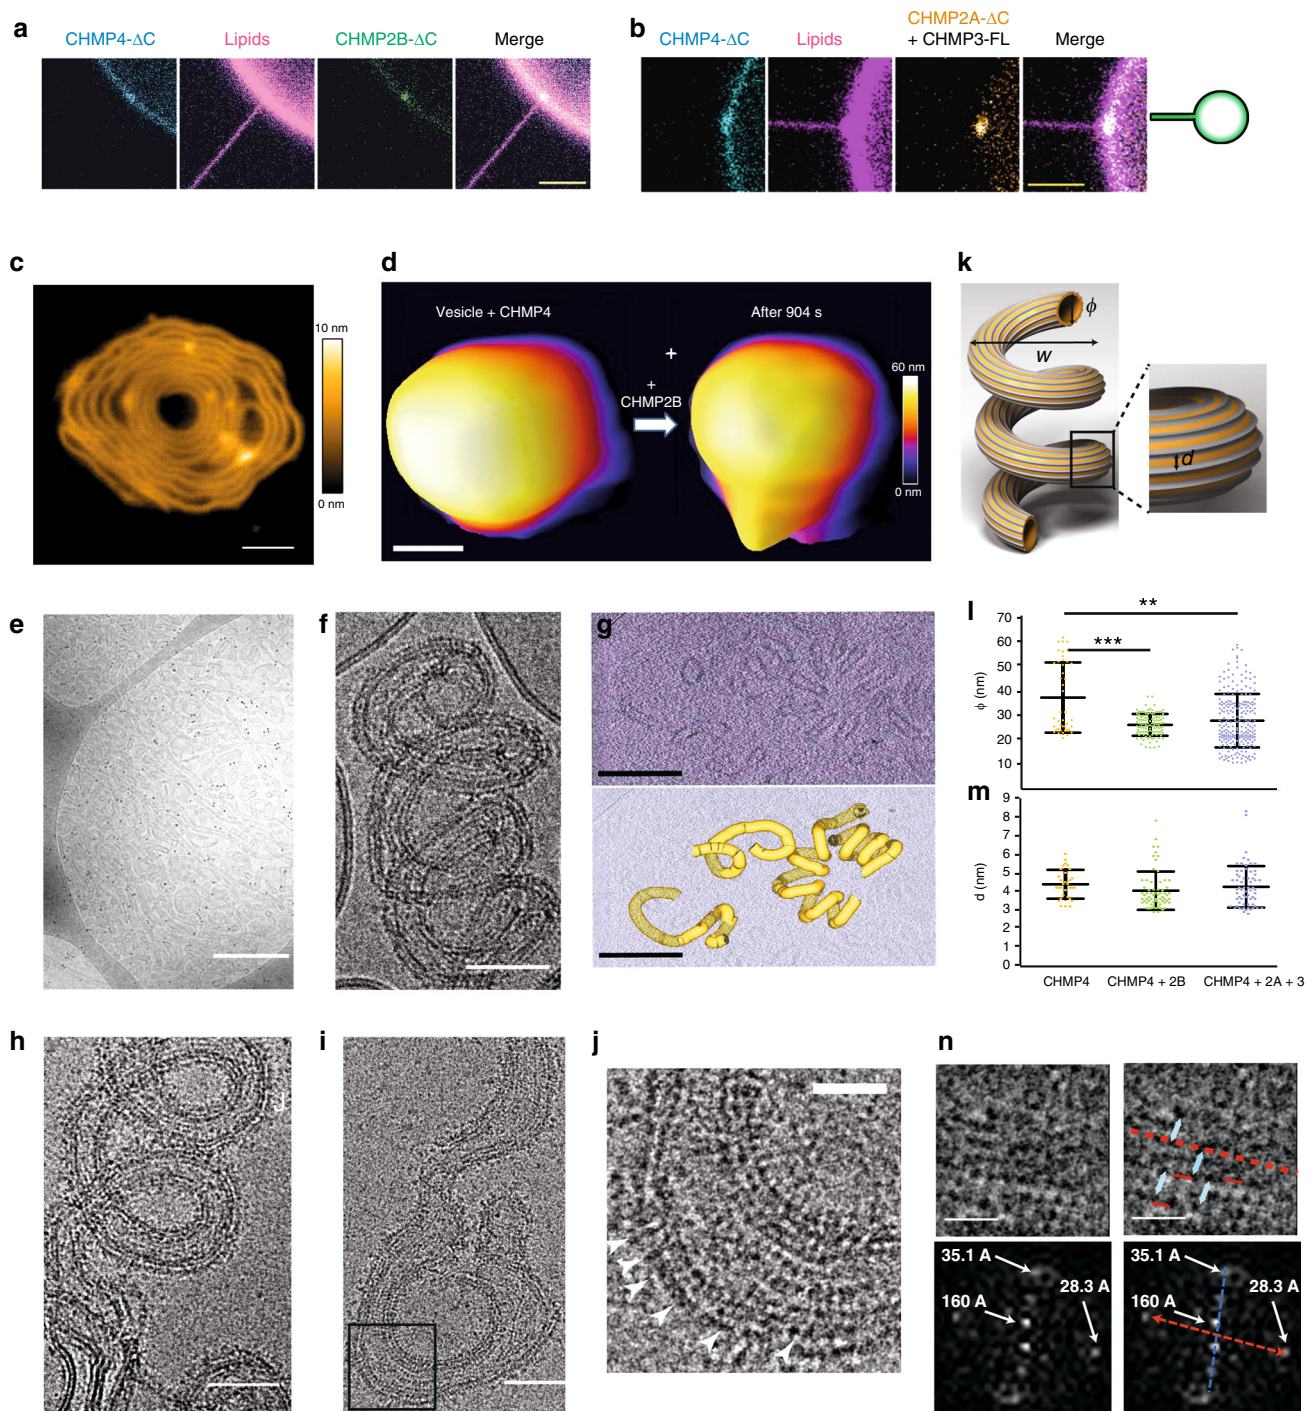 a
CHMP4-ΔC
Lipids
CHMP2B-ΔC
Merge
b
CHMP4-ΔC
Lipids
CHMP2A-ΔC
+ CHMP3-FL
Merge
c
10 nm
0 nm
d
Vesicle + CHMP4
After 904 s
+
+
CHMP2B
60 nm
0 nm
k
ϕ
W
d
e
f
g
l
**
***
70
60
50
40
30
20
10
ϕ (nm)
m
9
8
7
6
5
4
3
2
1
0
d (nm)
CHMP4
CHMP4 + 2B
CHMP4 + 2A + 3
h
J
i
j
n
35.1 A
160 A
28.3 A
35.1 A
160 A
28.3 A